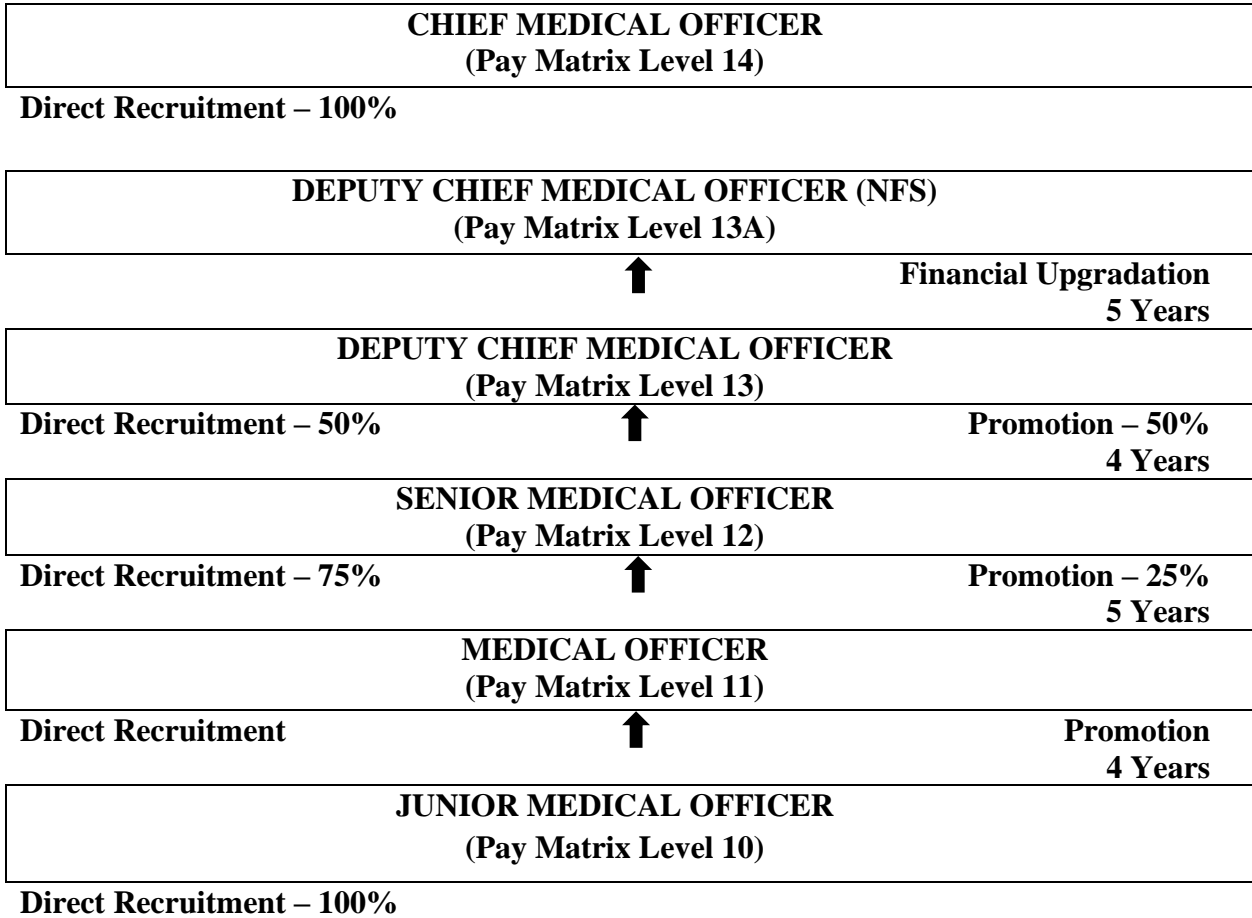 CHIEF MEDICAL OFFICER
(Pay Matrix Level 14)
Direct Recruitment – 100%
DEPUTY CHIEF MEDICAL OFFICER (NFS)
(Pay Matrix Level 13A)
Financial Upgradation
5 Years
DEPUTY CHIEF MEDICAL OFFICER
(Pay Matrix Level 13)
Direct Recruitment – 50% Promotion – 50%
4 Years
SENIOR MEDICAL OFFICER
(Pay Matrix Level 12)
Direct Recruitment – 75% Promotion – 25%
5 Years
MEDICAL OFFICER
(Pay Matrix Level 11)
Direct Recruitment Promotion
4 Years
JUNIOR MEDICAL OFFICER
(Pay Matrix Level 10)
Direct Recruitment – 100%